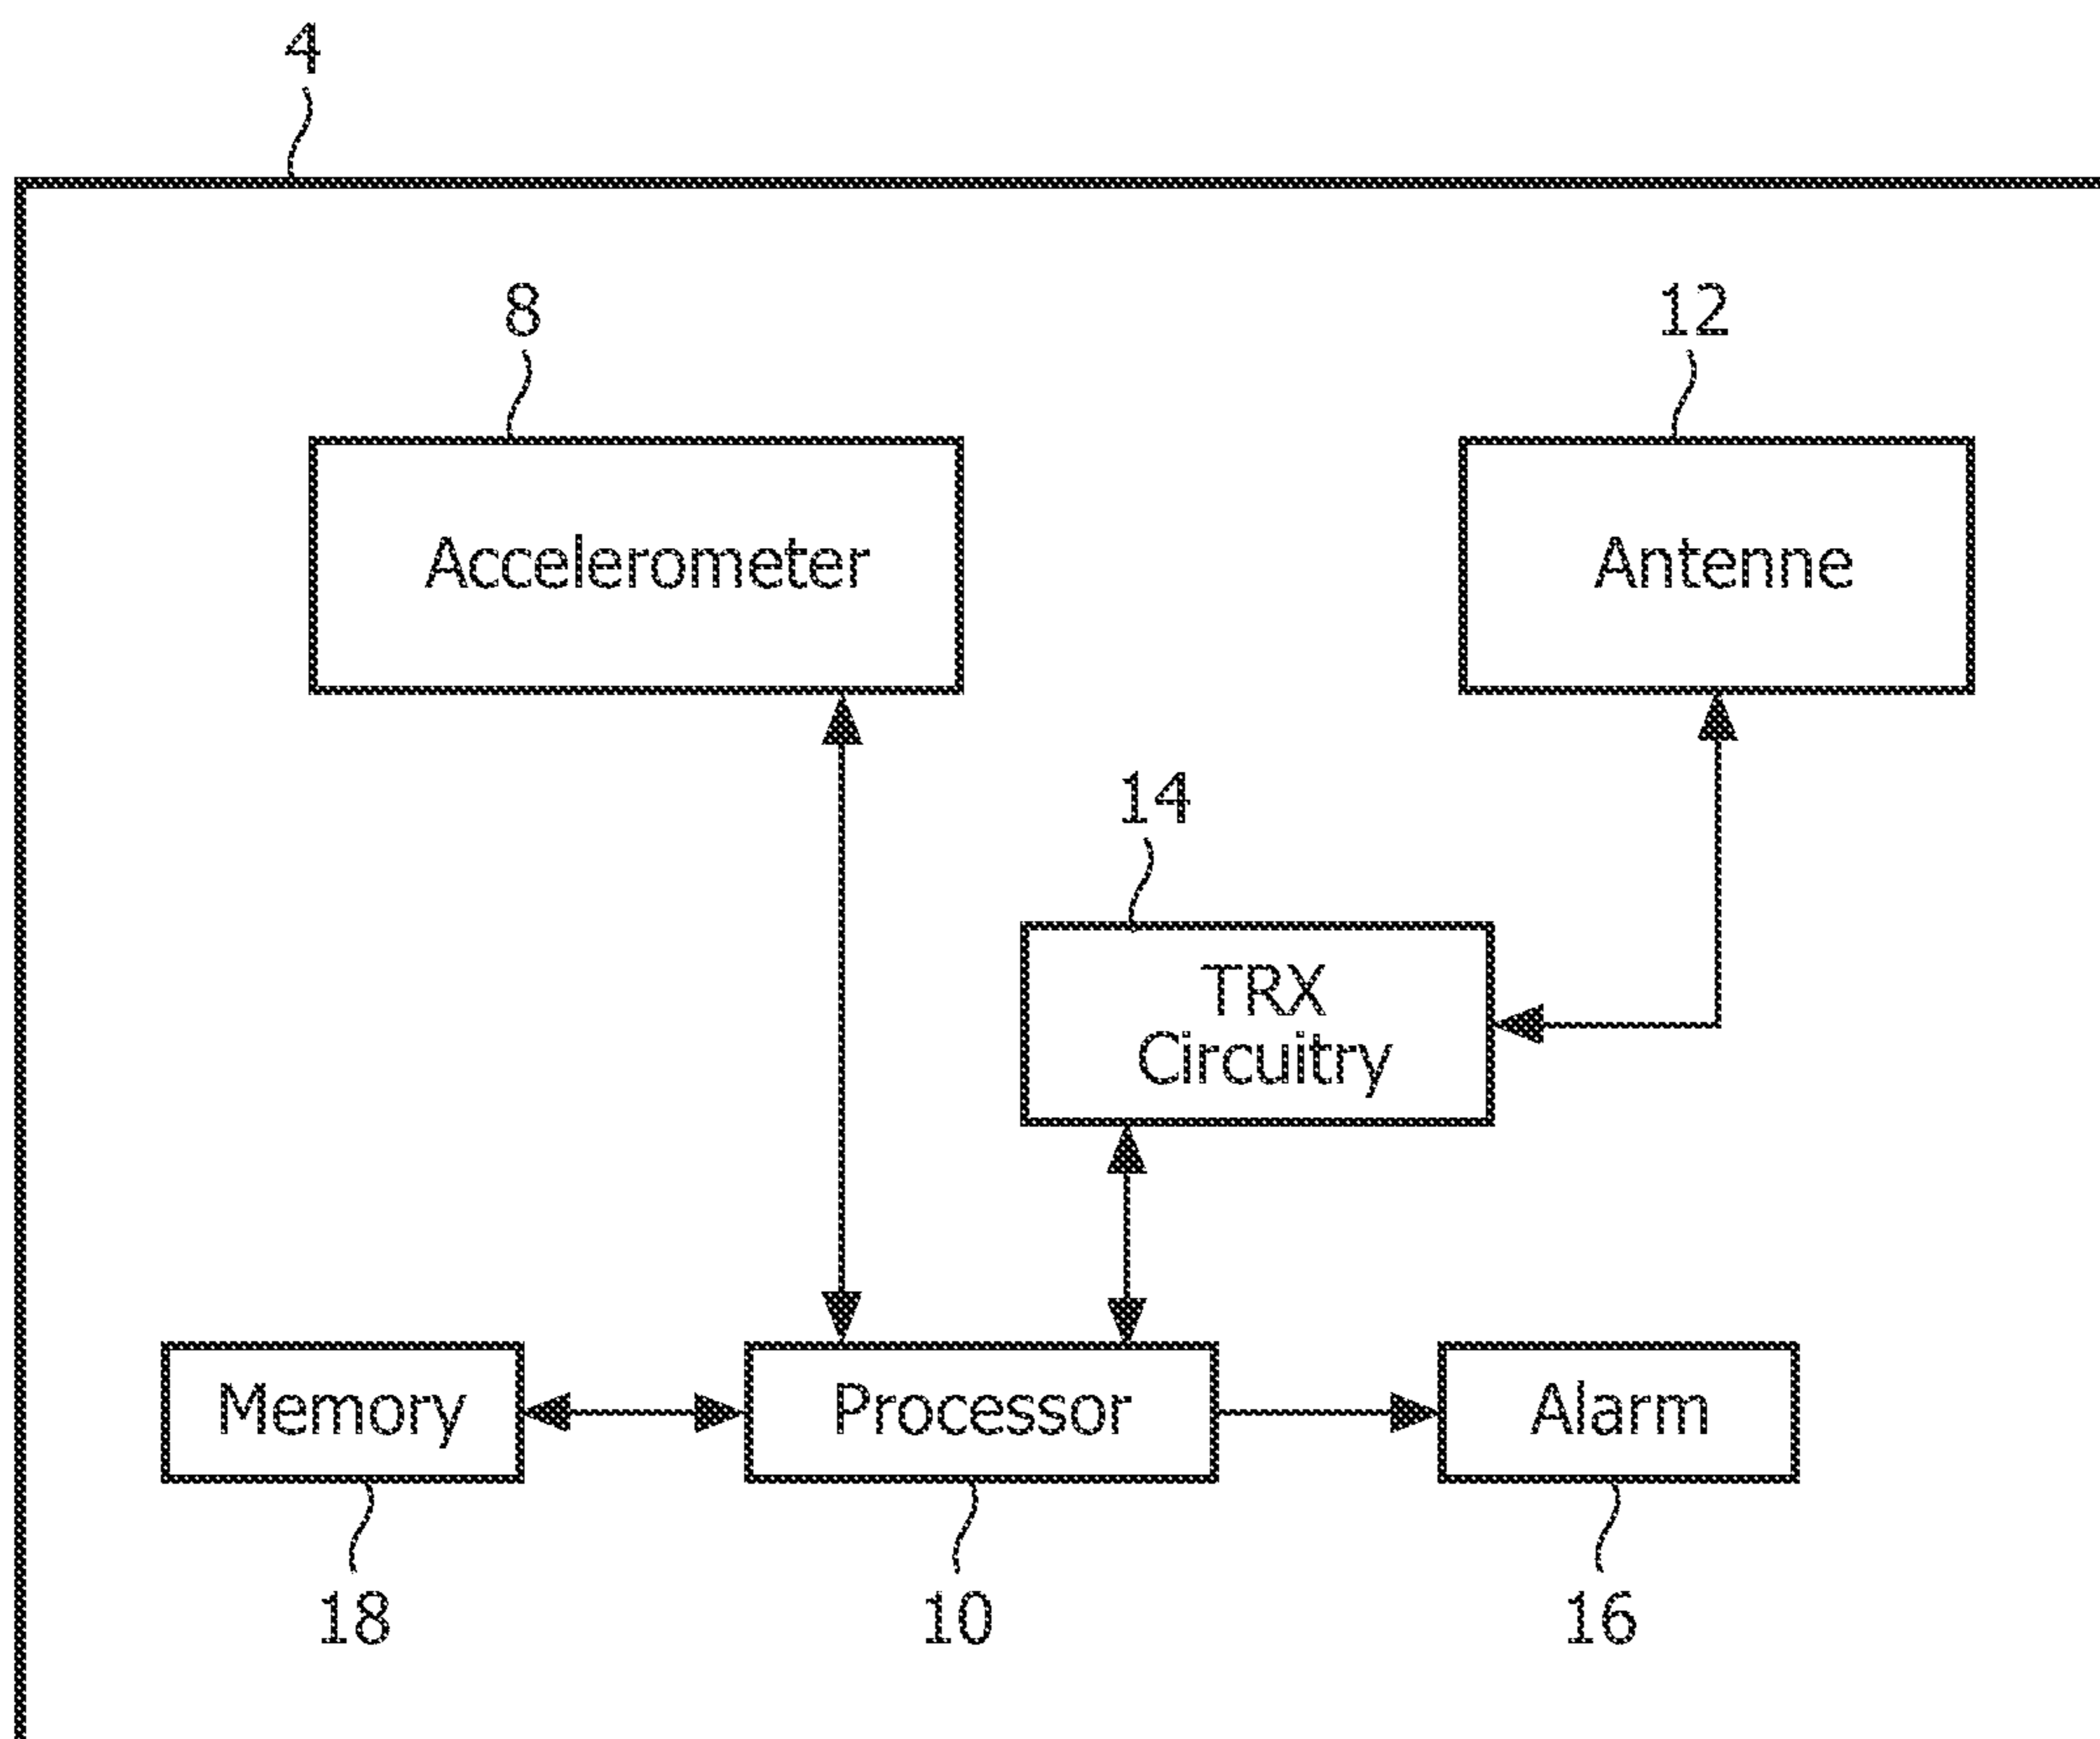 4
8
12
Accelerometer
Antenne
14
TRX
Circuitry
Memory
Processor
Alarm
18
10
16